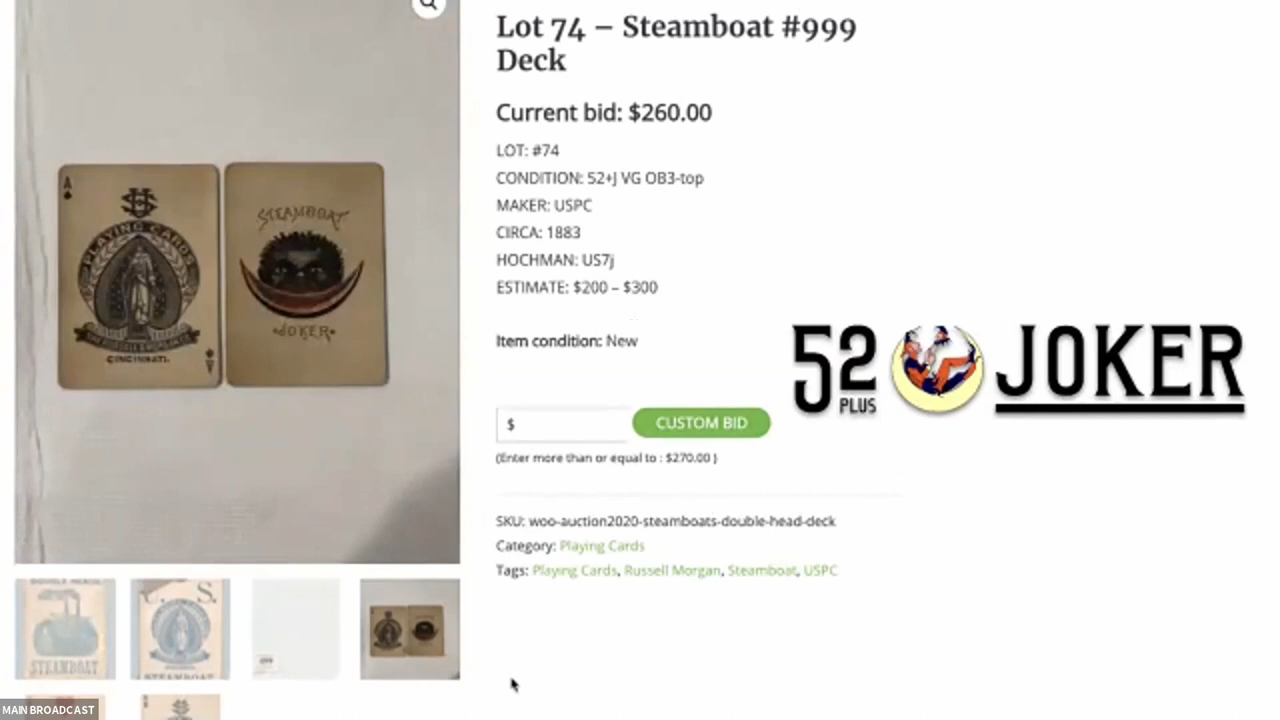 Lot 74 – Steamboat #999
Deck
Current bid: $260.00
LOT: #74
CONDITION: 52+J VG OB3-top
MAKER: USPC
CIRCA: 1883
HOCHMAN: US7j
ESTIMATE: $200 – $300
Item condition: New
52 PLUS JOKER
$ CUSTOM BID
(Enter more than or equal to : $270.00 )
SKU: woo-auction2020-steamboats-double-head-deck
Category: Playing Cards
Tags: Playing Cards, Russell Morgan, Steamboat, USPC
A
PLAYING CARDS
CINCINNATI.
A
STEAMBOAT
JOKER
STEAMBOAT
U. S.
STEAMBOAT
999
MAIN BROADCAST